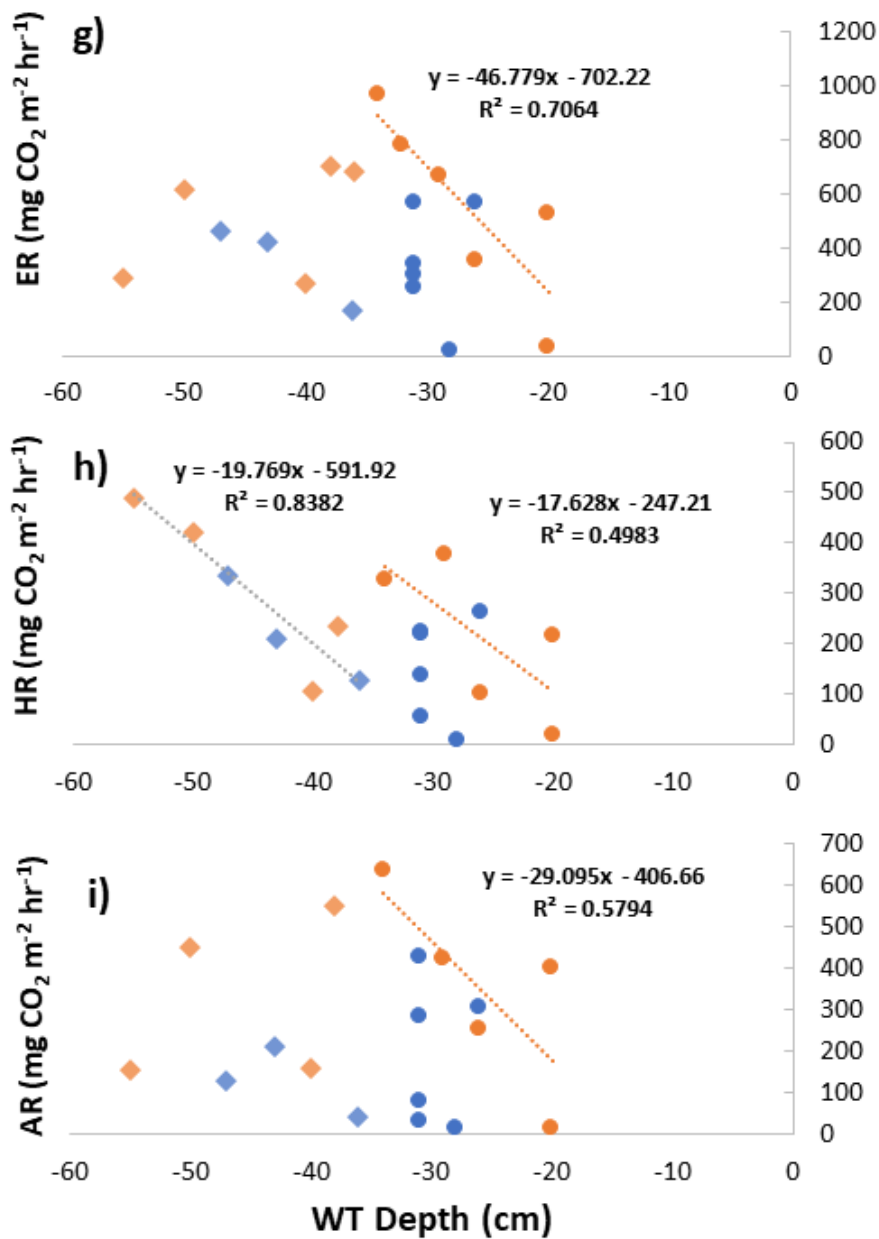 g)
ER (mg CO₂ m⁻² hr⁻¹)
y = -46.779x - 702.22
R² = 0.7064
1200
1000
800
600
400
200
0
-60 -50 -40 -30 -20 -10 0
h)
HR (mg CO₂ m⁻² hr⁻¹)
y = -19.769x - 591.92
R² = 0.8382
y = -17.628x - 247.21
R² = 0.4983
600
500
400
300
200
100
0
-60 -50 -40 -30 -20 -10 0
i)
AR (mg CO₂ m⁻² hr⁻¹)
y = -29.095x - 406.66
R² = 0.5794
700
600
500
400
300
200
100
0
-60 -50 -40 -30 -20 -10 0
WT Depth (cm)